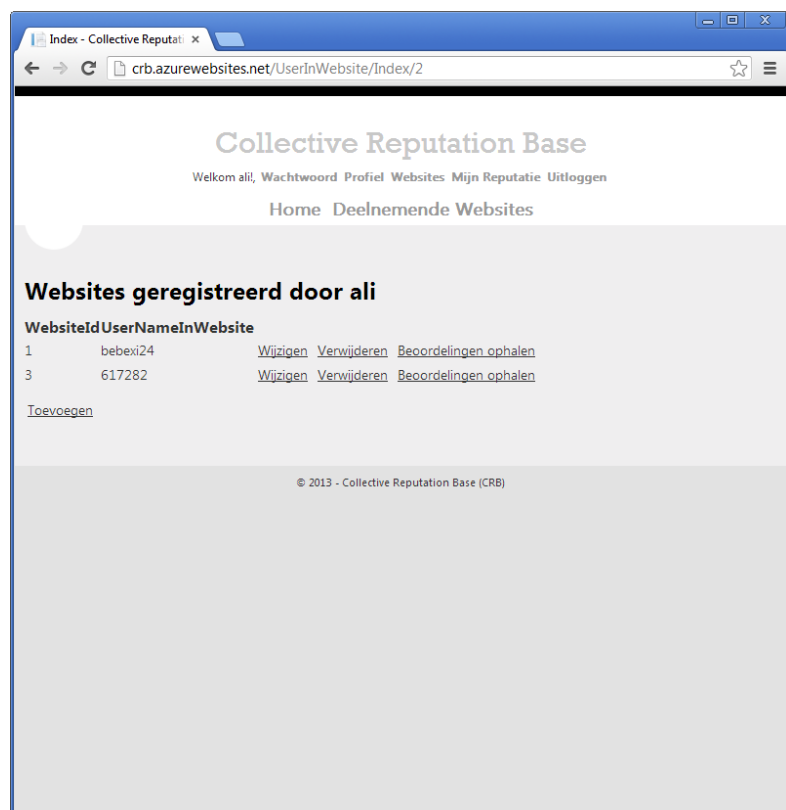 Index - Collective Reputati
crb.azurewebsites.net/UserInWebsite/Index/2
Collective Reputation Base
Welkom ali!, Wachtwoord Profiel Websites Mijn Reputatie Uitloggen
Home Deelnemende Websites
Websites geregistreerd door ali
WebsiteId UserNameInWebsite
1 bebexi24 Wijzigen Verwijderen Beoordelingen ophalen
3 617282 Wijzigen Verwijderen Beoordelingen ophalen
Toevoegen
© 2013 - Collective Reputation Base (CRB)